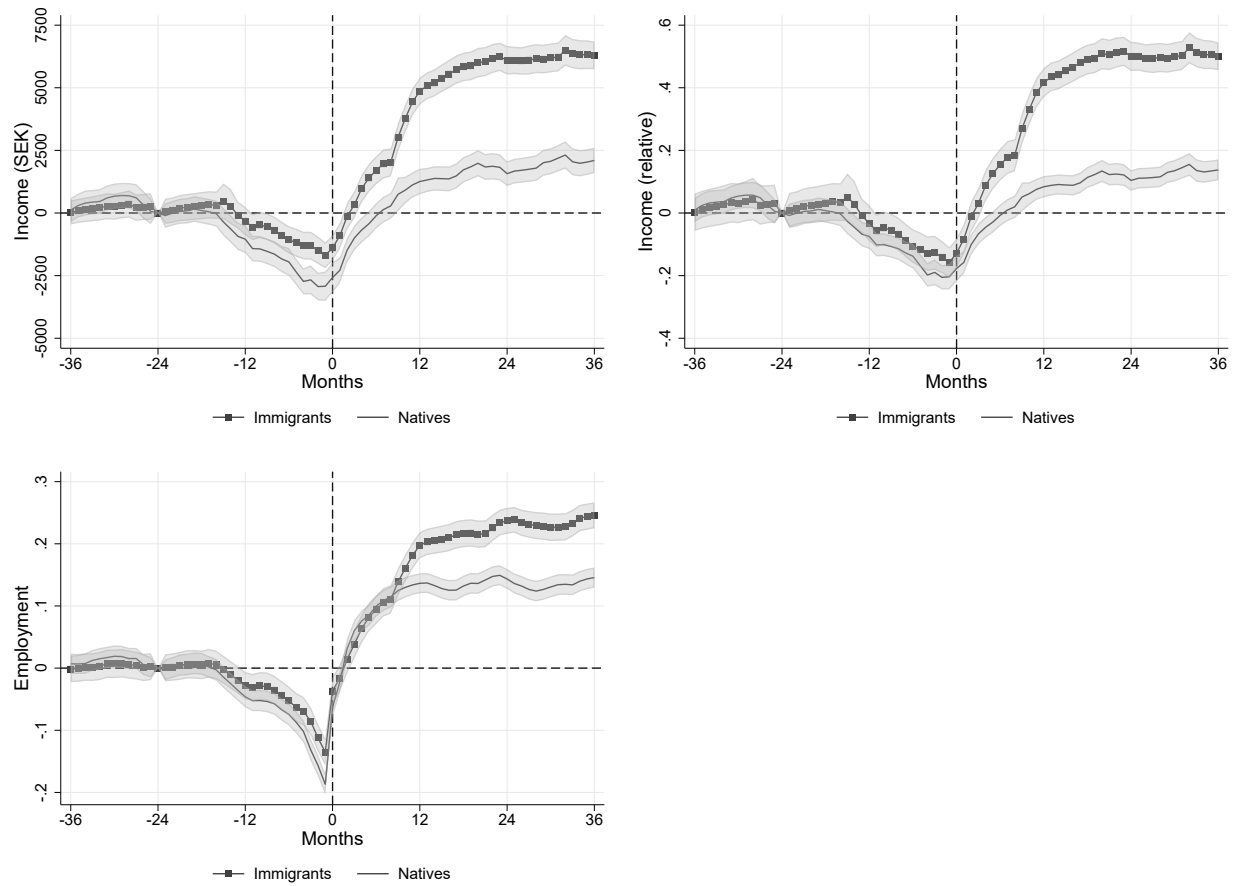 Income (SEK)
7500
5000
2500
0
-2500
-5000
-36 -24 -12 0 12 24 36
Months
Immigrants Natives
Income (relative)
.6
.4
.2
0
-.2
-.4
-36 -24 -12 0 12 24 36
Months
Immigrants Natives
Employment
.3
.2
.1
0
-.1
-.2
-36 -24 -12 0 12 24 36
Months
Immigrants Natives